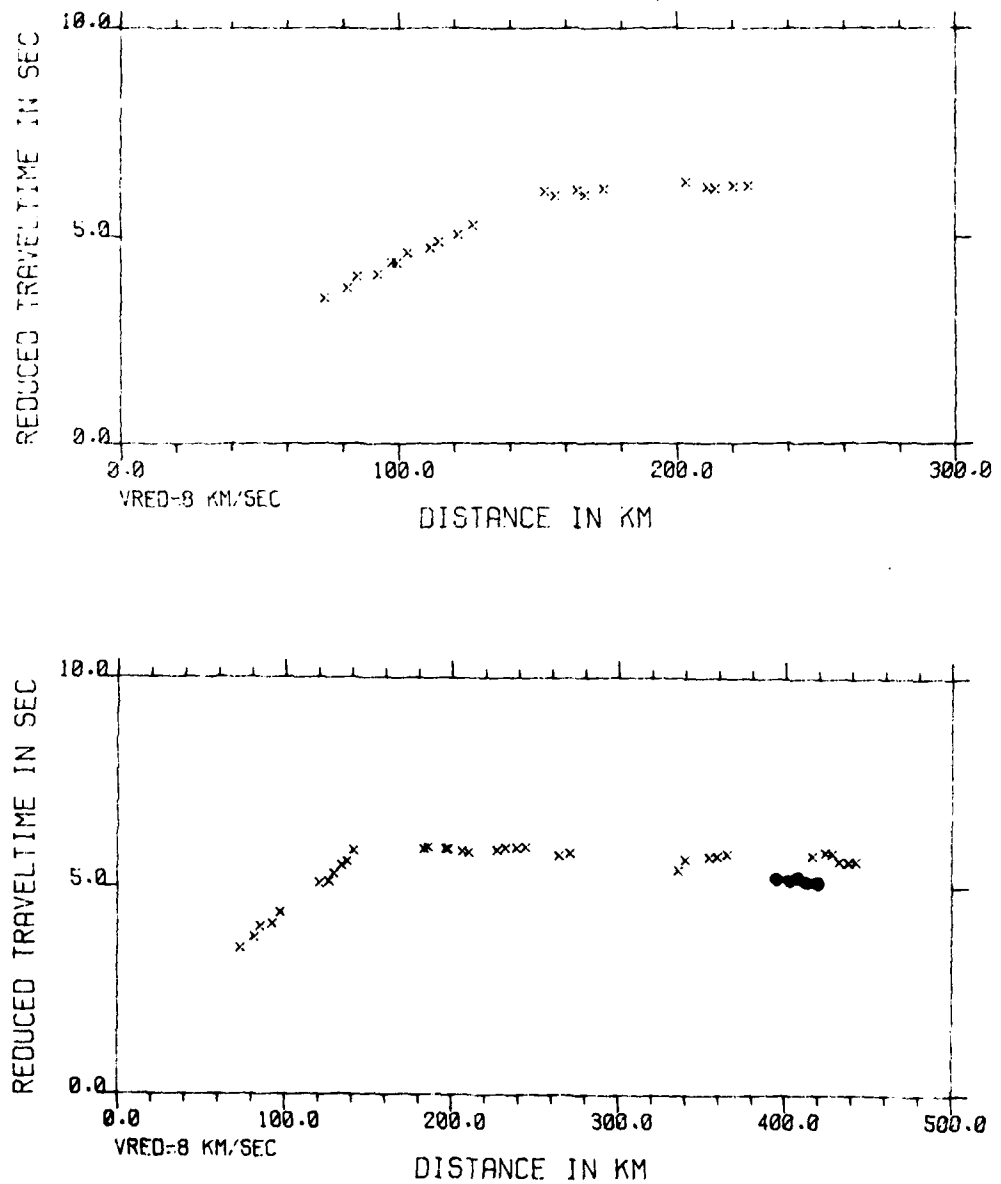 REDUCED TRAVELTIME IN SEC
10.0
5.0
0.0
0.0 100.0 200.0 300.0
VRED=8 KM/SEC
DISTANCE IN KM
REDUCED TRAVELTIME IN SEC
10.0
5.0
0.0
0.0 100.0 200.0 300.0 400.0 500.0
VRED=8 KM/SEC
DISTANCE IN KM